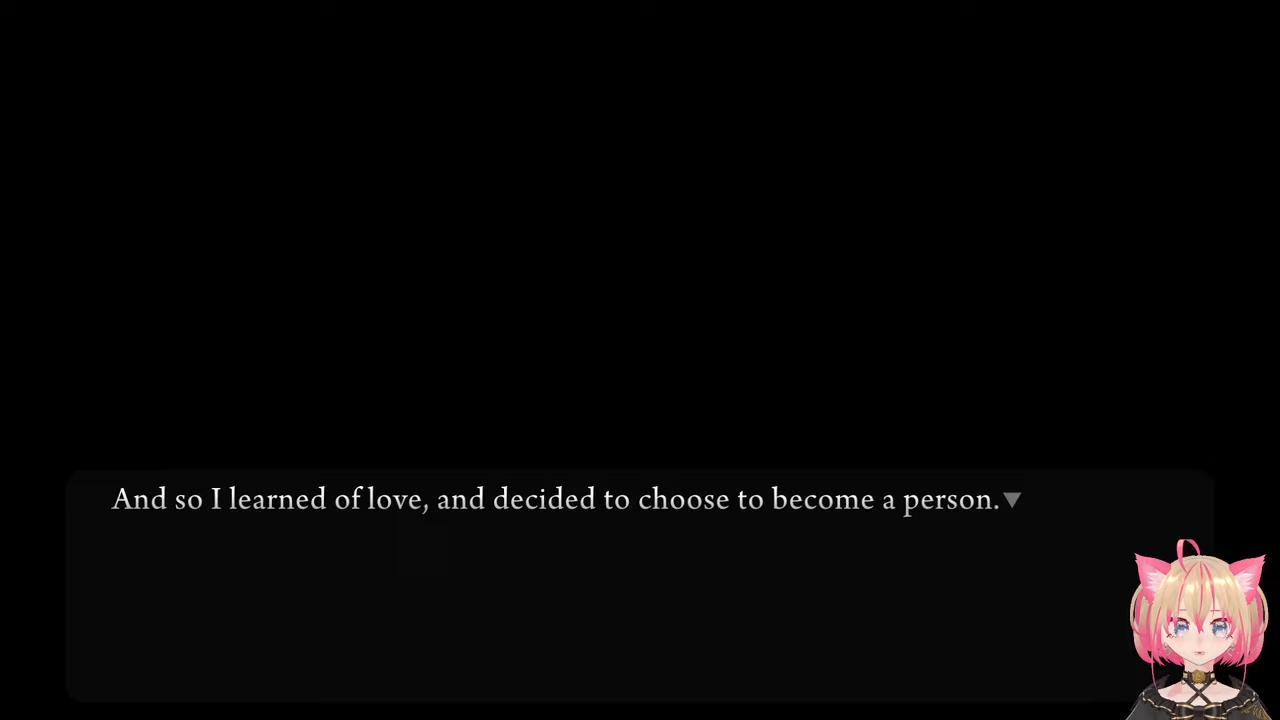 And so I learned of love, and decided to choose to become a person.